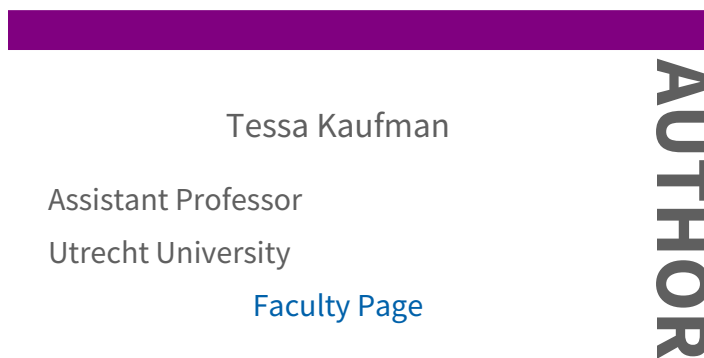 Tessa Kaufman
Assistant Professor
Utrecht University
Faculty Page
AUTHOR